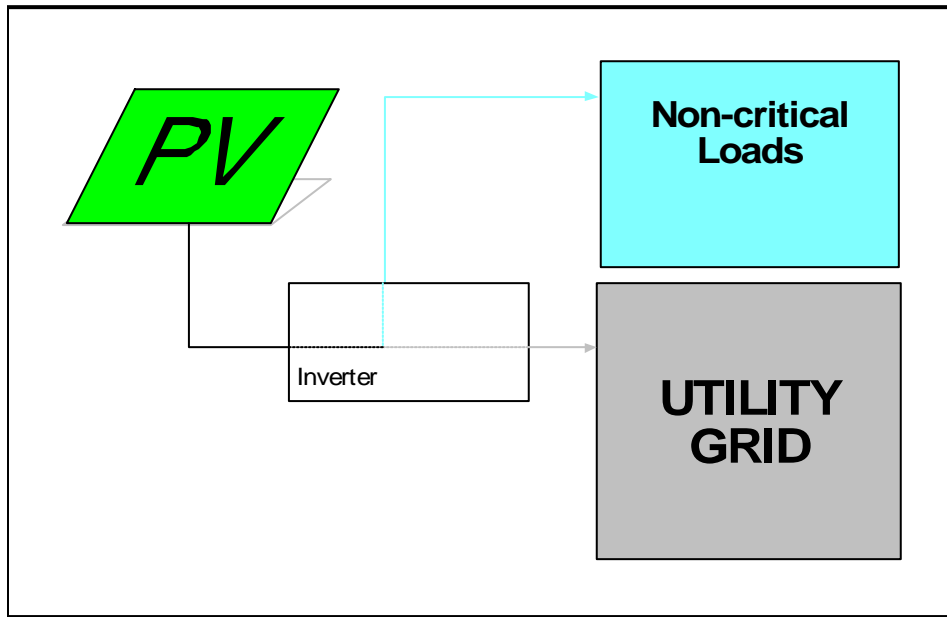 PV
Non-critical
Loads
Inverter
UTILITY
GRID